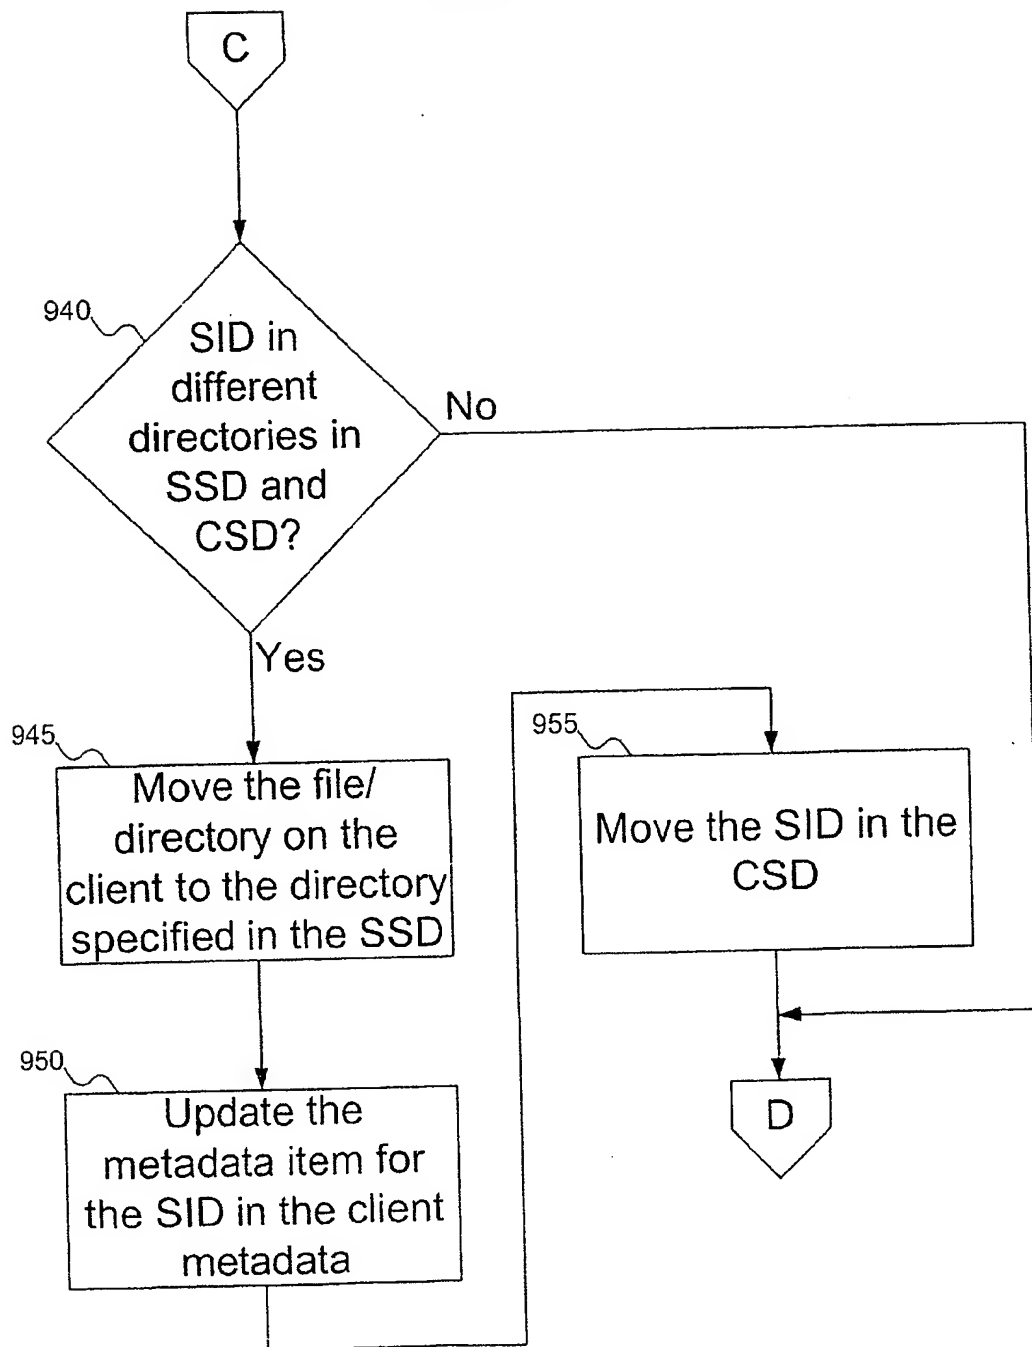 C
940
SID in
different
directories in
SSD and
CSD?
No
Yes
945
Move the file/
directory on the
client to the directory
specified in the SSD
950
Update the
metadata item for
the SID in the client
metadata
955
Move the SID in the
CSD
D